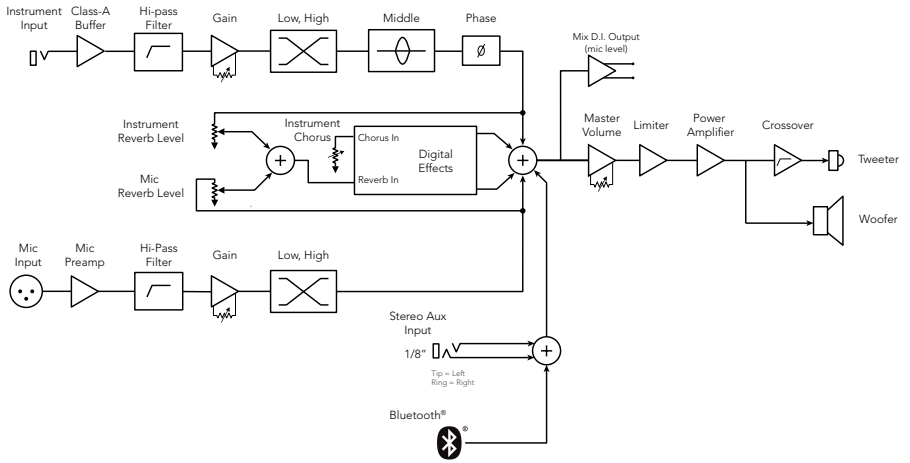 Instrument
Input
Class-A
Buffer
Hi-pass
Filter
Gain
Low, High
Middle
Phase
ø
Mix D.I. Output
(mic level)
Instrument
Reverb Level
Mic
Reverb Level
+
Instrument
Chorus
Chorus In
Digital
Effects
Reverb In
+
Master
Volume
Limiter
Power
Amplifier
Crossover
Tweeter
Woofer
Mic
Input
Mic
Preamp
Hi-Pass
Filter
Gain
Low, High
Stereo Aux
Input
1/8”
Tip = Left
Ring = Right
+
Bluetooth®
®